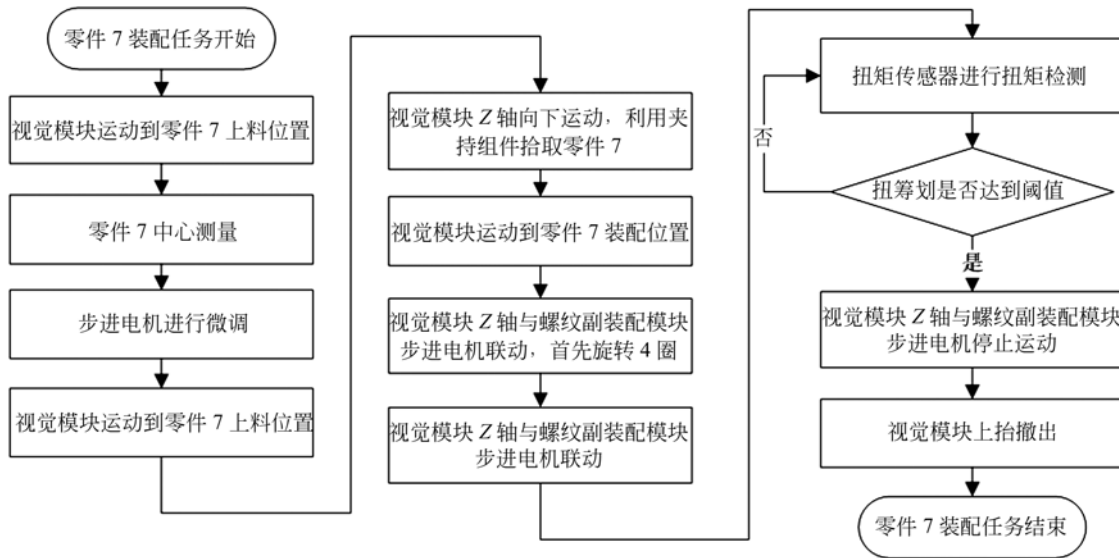 零件 7 装配任务开始
视觉模块运动到零件 7 上料位置
零件 7 中心测量
步进电机进行微调
视觉模块运动到零件 7 上料位置
视觉模块 Z 轴向下运动，利用夹
持组件拾取零件 7
视觉模块运动到零件 7 装配位置
视觉模块 Z 轴与螺纹副装配模块
步进电机联动，首先旋转 4 圈
视觉模块 Z 轴与螺纹副装配模块
步进电机联动
扭矩传感器进行扭矩检测
否
扭筹划是否达到阈值
是
视觉模块 Z 轴与螺纹副装配模块
步进电机停止运动
视觉模块上抬撤出
零件 7 装配任务结束